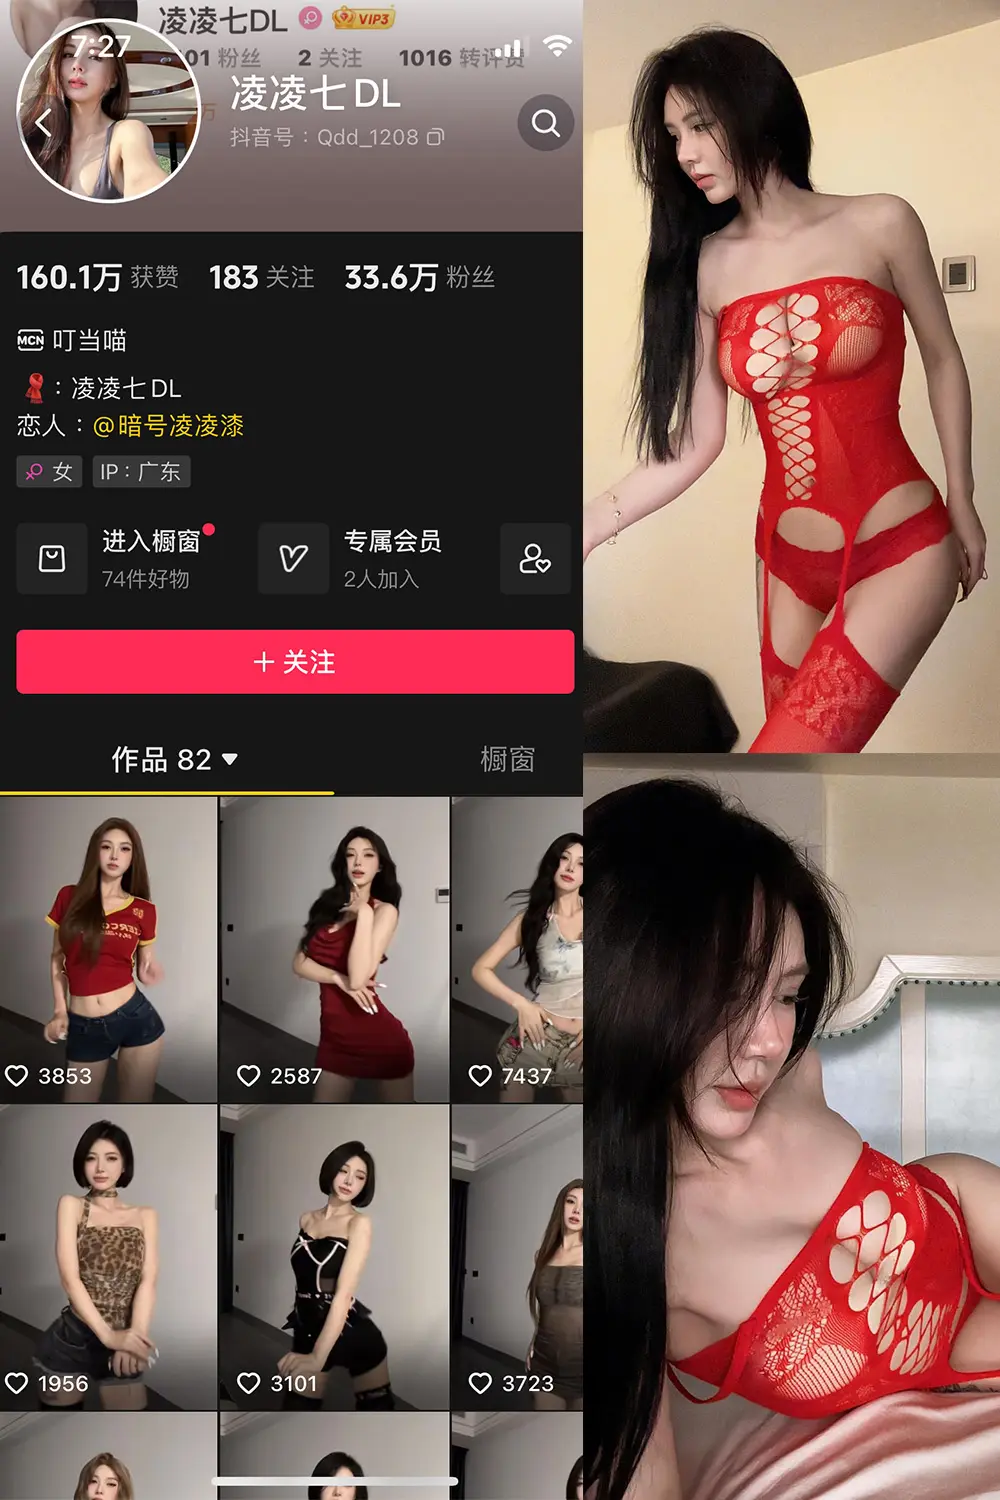 凌凌七DL VIP3
7:27
01 粉丝 2 关注 1016 转评赞
凌凌七DL
抖音号：Qdd_1208
160.1万 获赞 183 关注 33.6万 粉丝
MCN 叮当喵
：凌凌七DL
恋人：@暗号凌凌漆
女 IP：广东
进入橱窗 专属会员
74件好物 2人加入
+ 关注
作品 82 橱窗
3853 2587 7437
1956 3101 3723